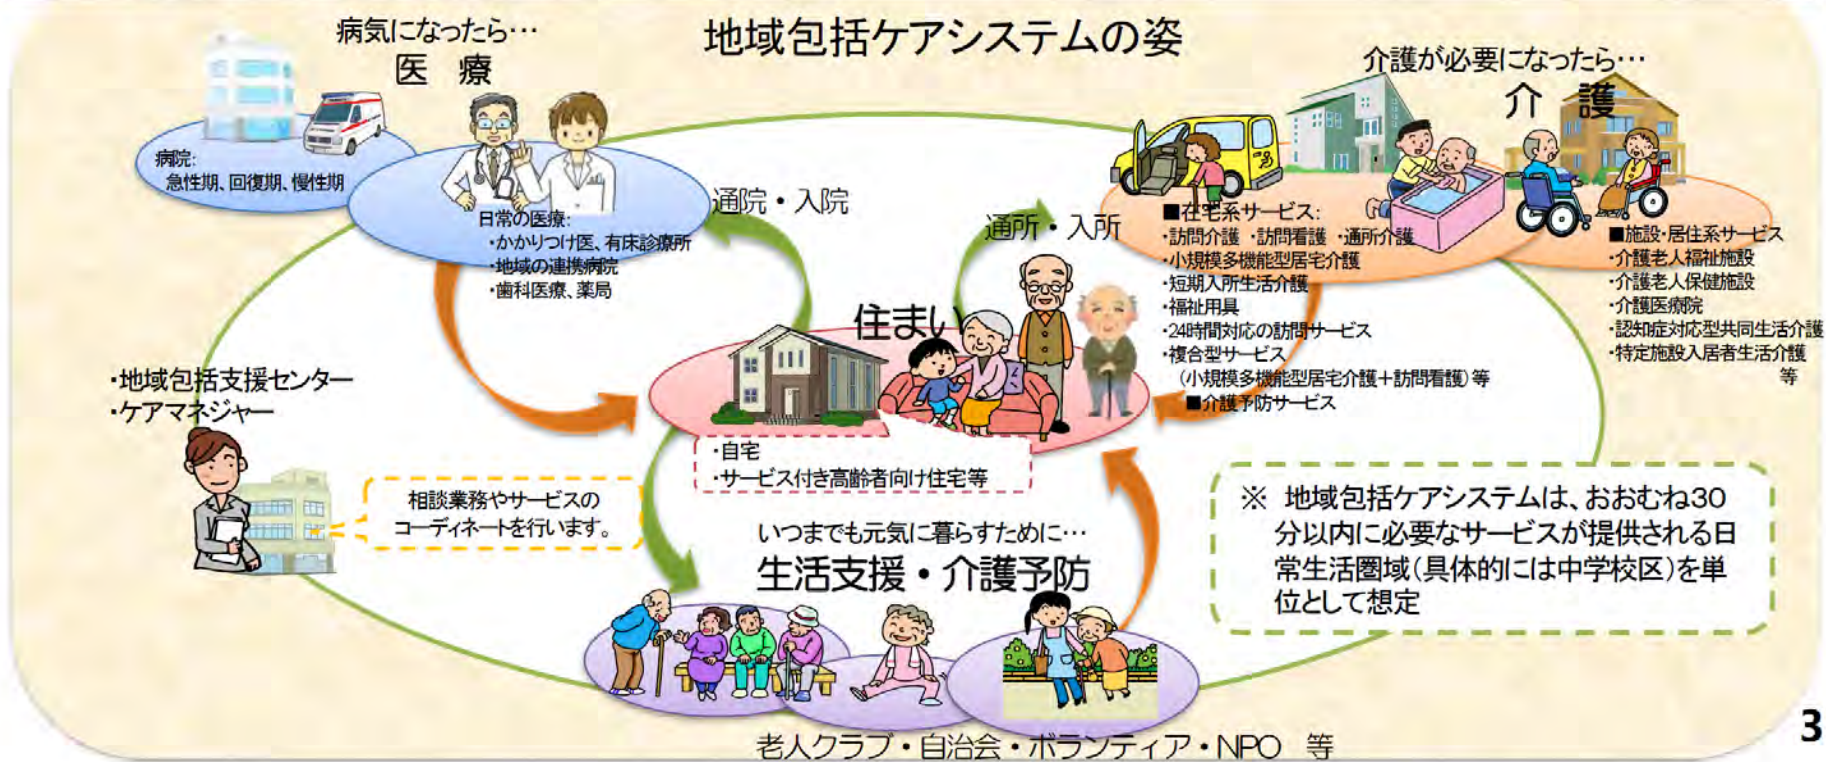 地域包括ケアシステムの姿
病気になったら…
医　療
病院:
急性期、回復期、慢性期
日常の医療:
・かかりつけ医、有床診療所
・地域の連携病院
・歯科医療、薬局
通院・入院
通所・入所
介護が必要になったら…
介　護
■在宅系サービス:
・訪問介護 ・訪問看護 ・通所介護
・小規模多機能型居宅介護
・短期入所生活介護
・福祉用具
・24時間対応の訪問サービス
・複合型サービス
(小規模多機能型居宅介護＋訪問看護)等
■介護予防サービス
■施設・居住系サービス
・介護老人福祉施設
・介護老人保健施設
・介護医療院
・認知症対応型共同生活介護
・特定施設入居者生活介護
等
住まい
・自宅
・サービス付き高齢者向け住宅等
・地域包括支援センター
・ケアマネジャー
相談業務やサービスの
コーディネートを行います。
いつまでも元気に暮らすために…
生活支援・介護予防
老人クラブ・自治会・ボランティア・NPO　等
※　地域包括ケアシステムは、おおむね30
分以内に必要なサービスが提供される日
常生活圏域(具体的には中学校区)を単
位として想定
3